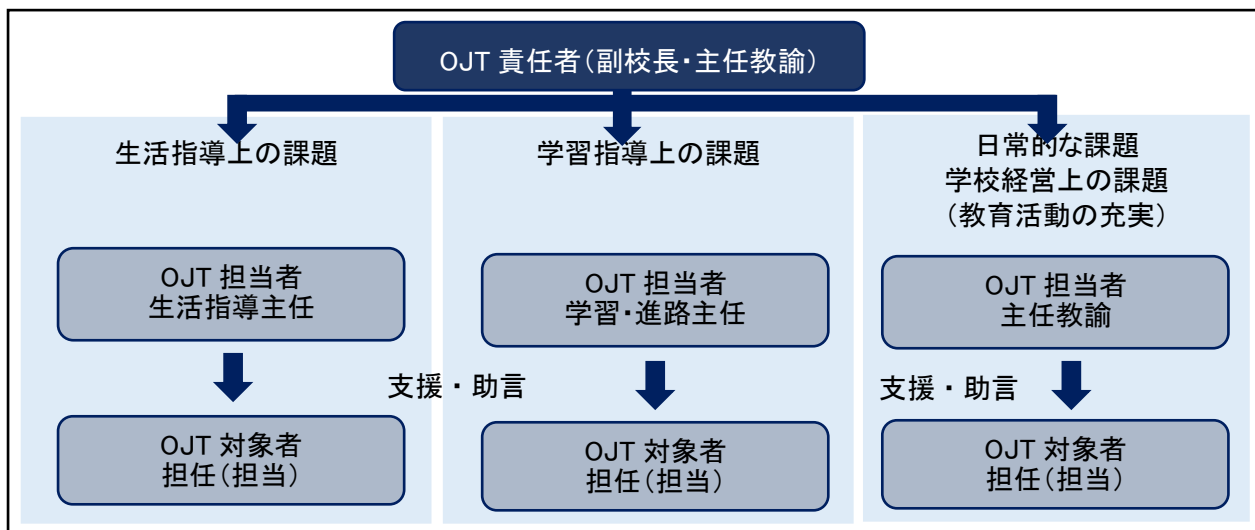 OJT 責任者(副校長・主任教諭)
生活指導上の課題
OJT 担当者
生活指導主任
OJT 対象者
担任(担当)
学習指導上の課題
OJT 担当者
学習・進路主任
支援・助言
OJT 対象者
担任(担当)
日常的な課題
学校経営上の課題
(教育活動の充実)
OJT 担当者
主任教諭
支援・助言
OJT 対象者
担任(担当)